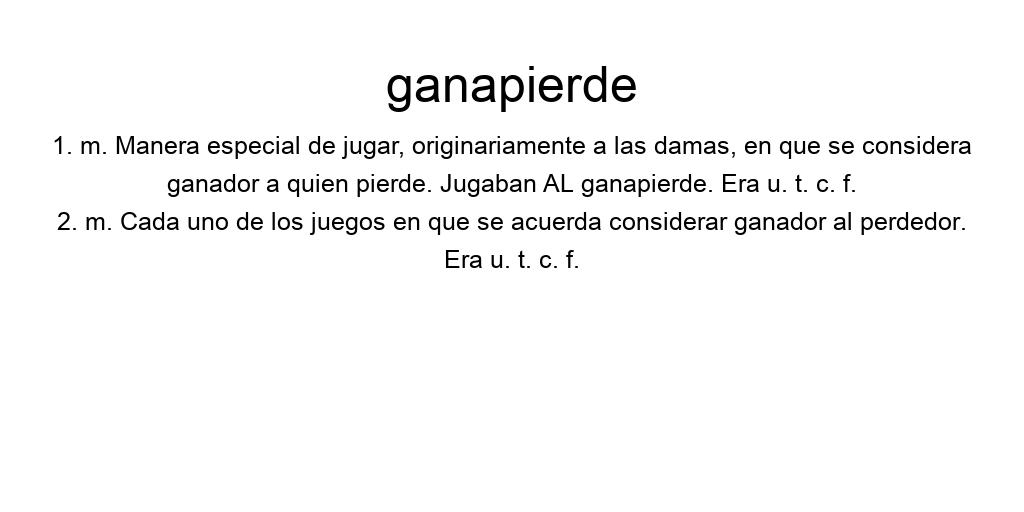 ganapierde
1. m. Manera especial de jugar, originariamente a las damas, en que se considera
ganador a quien pierde. Jugaban AL ganapierde. Era u. t. c. f.
2. m. Cada uno de los juegos en que se acuerda considerar ganador al perdedor.
Era u. t. c. f.